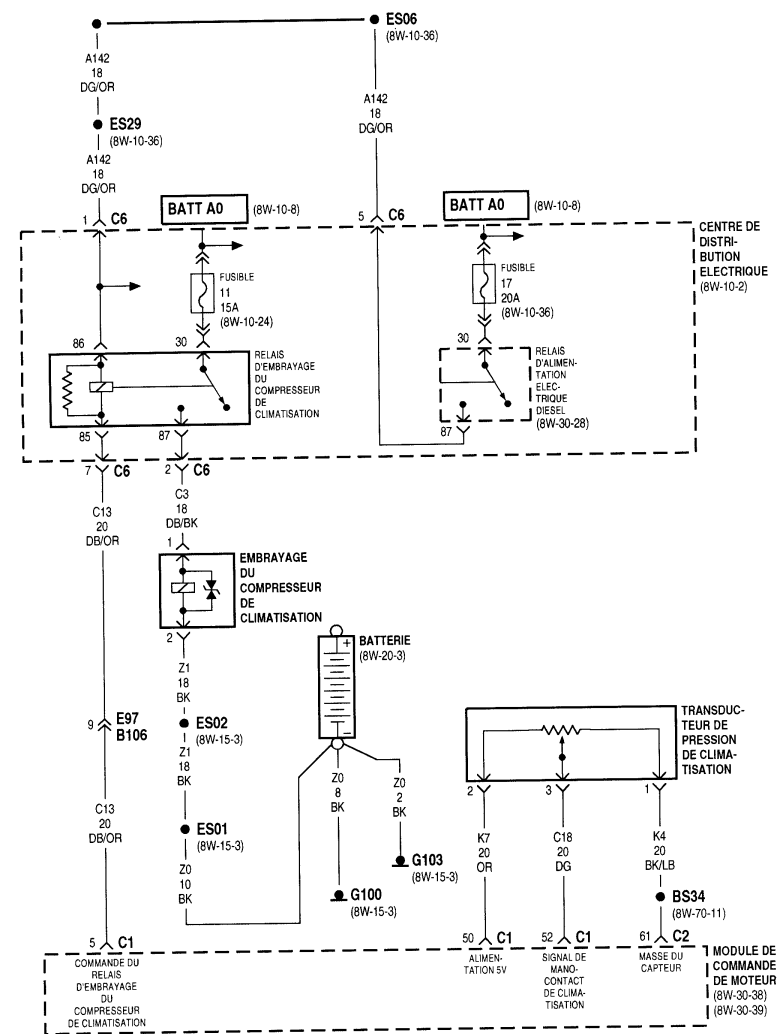 ES06
(8W-10-36)
A142
18
DG/OR
A142
18
DG/OR
ES29
(8W-10-36)
A142
18
DG/OR
1 C6
BATT A0 (8W-10-8)
5 C6
BATT A0 (8W-10-8)
CENTRE DE
DISTRI-
BUTION
ELECTRIQUE
(8W-10-2)
FUSIBLE
11
15A
(8W-10-24)
FUSIBLE
17
20A
(8W-10-36)
86
30
RELAIS
D'EMBRAYAGE
DU
COMPRESSEUR
DE
CLIMATISATION
30
RELAIS
D'ALIMEN-
TATION
ELEC-
TRIQUE
DIESEL
(8W-30-28)
85
87
87
7 C6
2 C6
C13
20
DB/OR
C3
18
DB/BK
1
EMBRAYAGE
DU
COMPRESSEUR
DE
CLIMATISATION
2
+
BATTERIE
(8W-20-3)
−
Z1
18
BK
9 E97
B106
ES02
(8W-15-3)
Z1
18
BK
TRANSDUC-
TEUR DE
PRESSION
DE CLIMA-
TISATION
2
3
1
Z0
8
BK
Z0
2
BK
C13
20
DB/OR
ES01
(8W-15-3)
Z0
10
BK
G103
(8W-15-3)
G100
(8W-15-3)
K7
20
OR
C18
20
DG
K4
20
BK/LB
BS34
(8W-70-11)
5 C1
50 C1
52 C1
61 C2
COMMANDE DU
RELAIS
D'EMBRAYAGE
DU
COMPRESSEUR
DE CLIMATISATION
ALIMEN-
TATION 5V
SIGNAL DE
MANO-
CONTACT
DE CLIMA-
TISATION
MASSE DU
CAPTEUR
MODULE DE
COMMANDE
DE MOTEUR
(8W-30-38)
(8W-30-39)